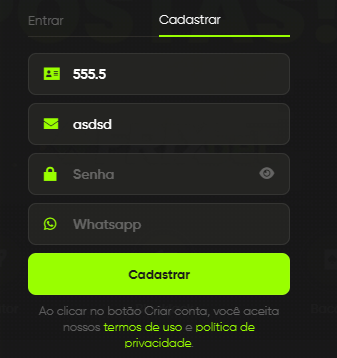 Entrar
Cadastrar
555.5
asdsd
Senha
Whatsapp
Cadastrar
Ao clicar no botão Criar conta, você aceita
nossos termos de uso e política de
privacidade.